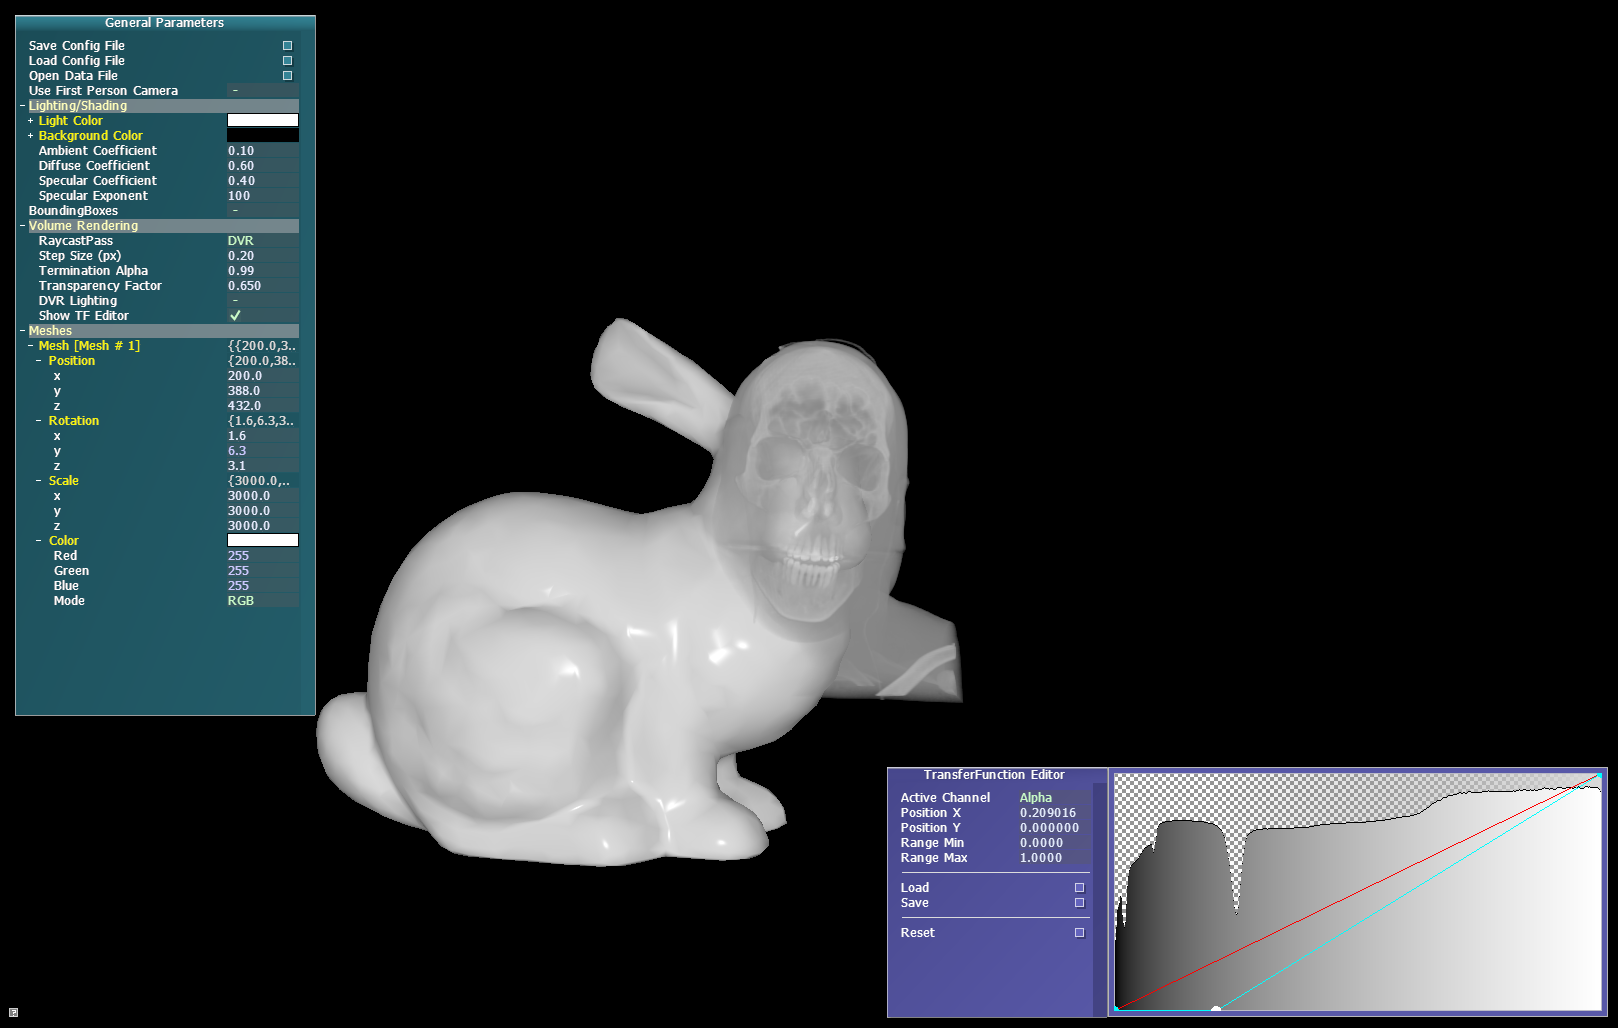 General Parameters
Save Config File
Load Config File
Open Data File
Use First Person Camera -
- Lighting/Shading
+ Light Color
+ Background Color
Ambient Coefficient 0.10
Diffuse Coefficient 0.60
Specular Coefficient 0.40
Specular Exponent 100
BoundingBoxes -
- Volume Rendering
RaycastPass DVR
Step Size (px) 0.20
Termination Alpha 0.99
Transparency Factor 0.650
DVR Lighting -
Show TF Editor ✓
- Meshes
- Mesh [Mesh # 1] {{200.0,3..
- Position {200.0,38..
x 200.0
y 388.0
z 432.0
- Rotation {1.6,6.3,3..
x 1.6
y 6.3
z 3.1
- Scale {3000.0,..
x 3000.0
y 3000.0
z 3000.0
- Color
Red 255
Green 255
Blue 255
Mode RGB
TransferFunction Editor
Active Channel Alpha
Position X 0.209016
Position Y 0.000000
Range Min 0.0000
Range Max 1.0000
Load
Save
Reset
?